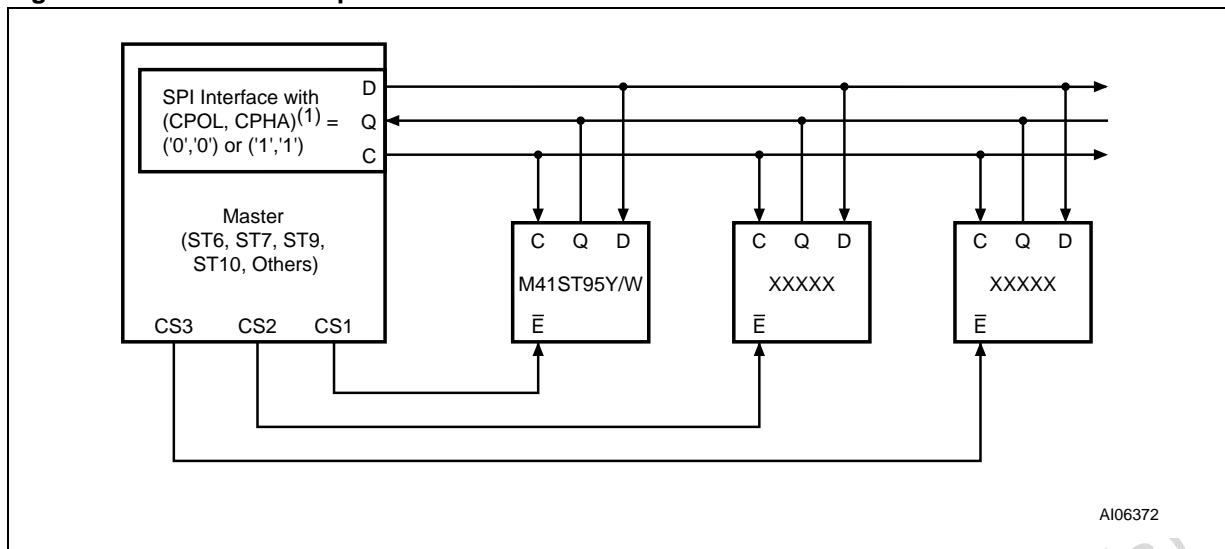 SPI Interface with
(CPOL, CPHA)(1) =
('0','0') or ('1','1')
D
Q
C
Master
(ST6, ST7, ST9,
ST10, Others)
CS3 CS2 CS1
C Q D
M41ST95Y/W
E̅
C Q D
XXXXX
E̅
C Q D
XXXXX
E̅
AI06372